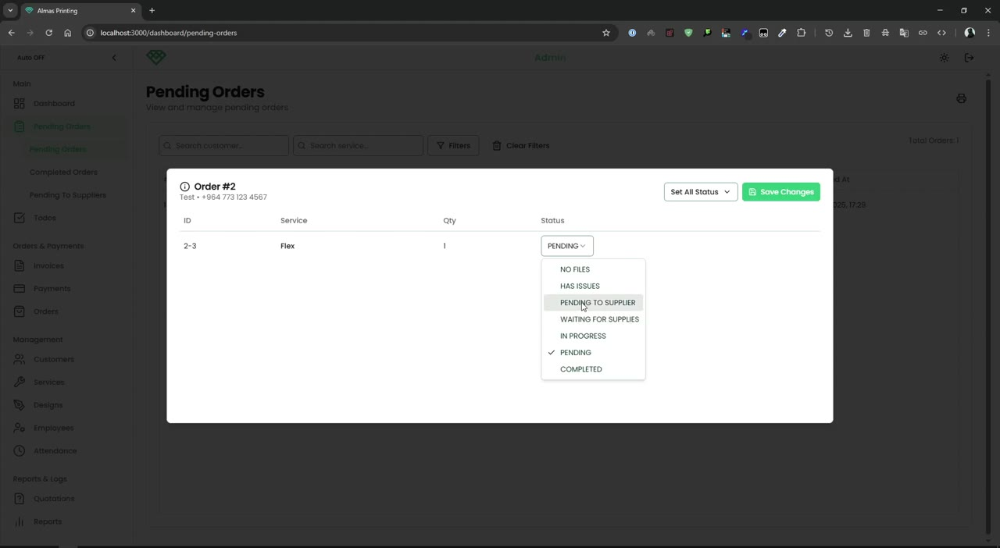 Almas Printing
localhost:3000/dashboard/pending-orders
Auto OFF
Admin
Main
Dashboard
Pending Orders
Pending Orders
Completed Orders
Pending To Suppliers
Todos
Orders & Payments
Invoices
Payments
Orders
Management
Customers
Services
Designs
Employees
Attendance
Reports & Logs
Quotations
Reports
Pending Orders
View and manage pending orders
Search customer...
Search service...
Filters
Clear Filters
Total Orders: 1
Order #2
Test • +964 773 123 4567
Set All Status
Save Changes
ID Service Qty Status
2-3 Flex 1 PENDING
NO FILES
HAS ISSUES
PENDING TO SUPPLIER
WAITING FOR SUPPLIES
IN PROGRESS
PENDING
COMPLETED
At
17:29